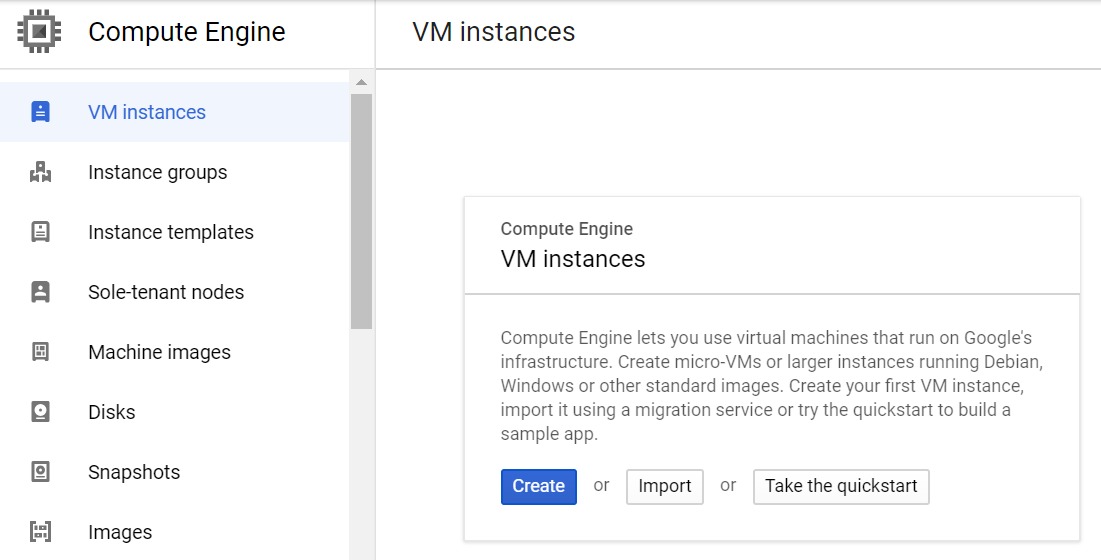 Compute Engine
VM instances
VM instances
Instance groups
Instance templates
Sole-tenant nodes
Machine images
Disks
Snapshots
Images
Compute Engine
VM instances
Compute Engine lets you use virtual machines that run on Google's
infrastructure. Create micro-VMs or larger instances running Debian,
Windows or other standard images. Create your first VM instance,
import it using a migration service or try the quickstart to build a
sample app.
Create or Import or Take the quickstart